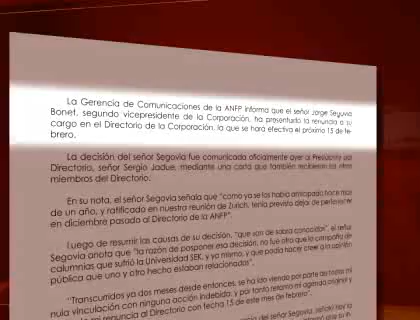 La Gerencia de Comunicaciones de la ANFP informa que el señor Jorge Segovia
Bonet, segundo vicepresidente de la Corporación, ha presentado la renuncia a su
cargo en el Directorio de la Corporación, la que se hará efectiva el próximo 15 de fe-
brero.
La decisión del señor Segovia fue comunicada oficialmente ayer al Presidente del
Directorio, señor Sergio Jadue, mediante una carta que también recibieron los otros
miembros del Directorio.
En su nota, el señor Segovia señala que "como ya se los había anticipado hace más
de un año, y ratificado en nuestra reunión de Zurich, tenía previsto dejar de pertenecer
en diciembre pasado al Directorio de la ANFP".
Luego de resumir las causas de su decisión, "que son de sobra conocidas", el señor
Segovia anota que "la razón de posponer esa decisión, no fue otra que la campaña de
calumnias que sufrió la Universidad SEK, y yo mismo, y que podía hacer creer a la opinión
pública que una y otro hecho estaban relacionados".
"Transcurridos ya dos meses desde entonces, se ha ido viendo por parte de todos mi
nula vinculación con ninguna acción indebida, y por tanto retomo mi agenda original y
mi renuncia al Directorio con fecha 15 de este mes de febrero".
del señor Segovia, señaló hoy la